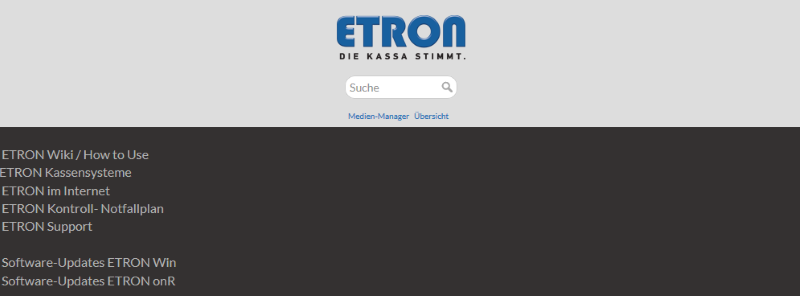 ETRON
DIE KASSA STIMMT.
Suche
Medien-Manager Übersicht
ETRON Wiki / How to Use
ETRON Kassensysteme
ETRON im Internet
ETRON Kontroll- Notfallplan
ETRON Support
Software-Updates ETRON Win
Software-Updates ETRON onR